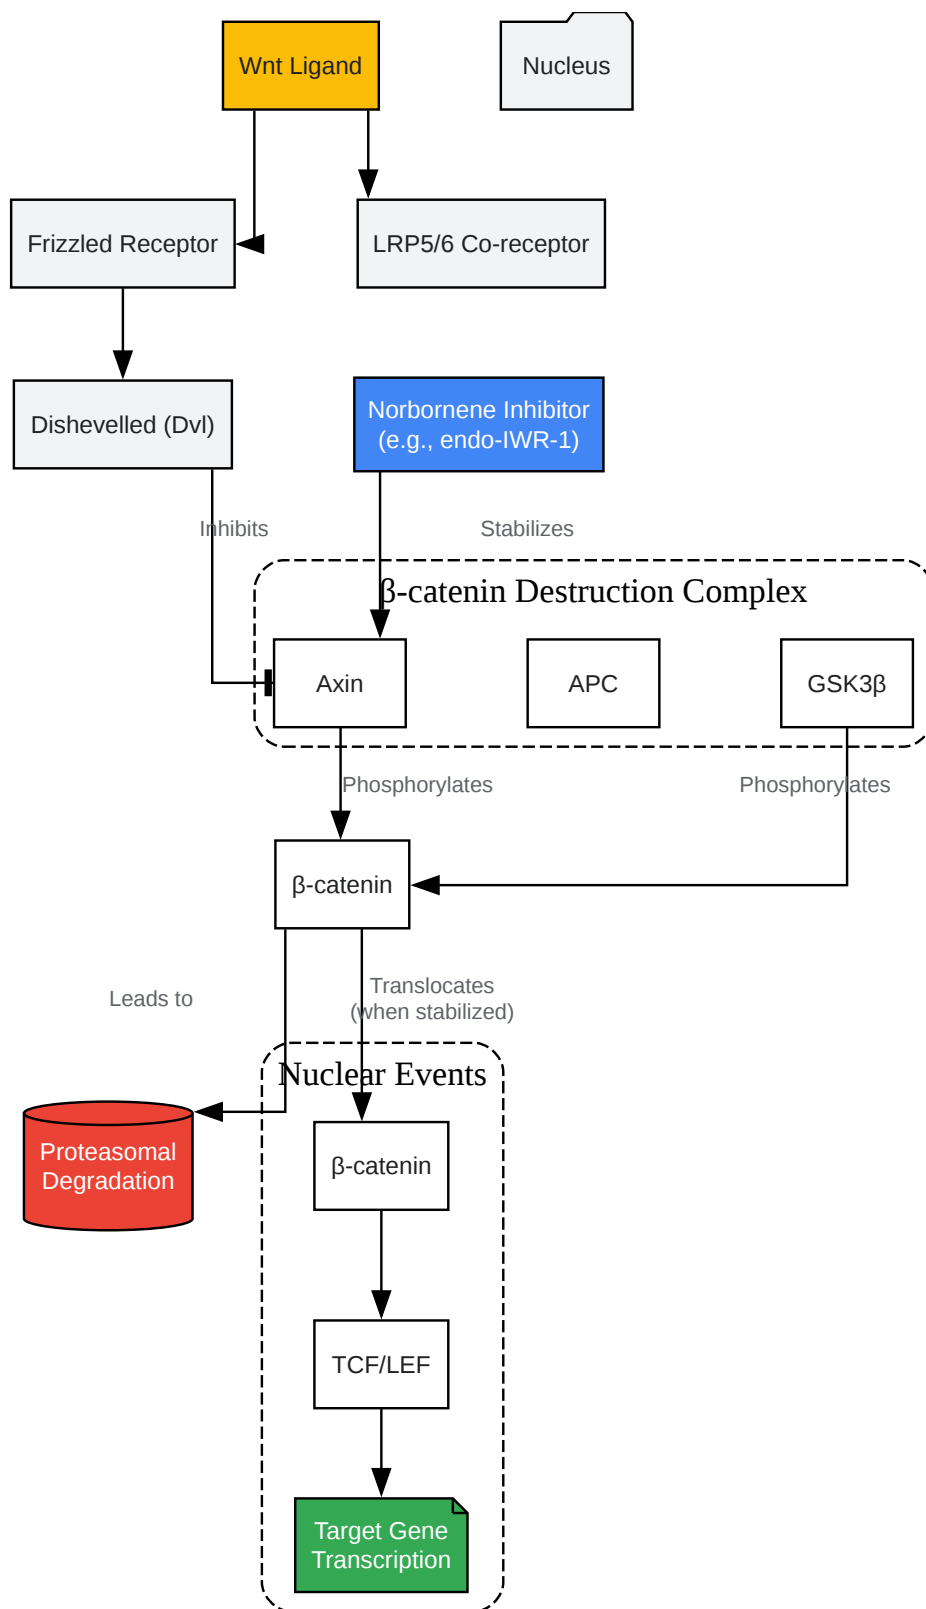 Wnt Ligand
Nucleus
Frizzled Receptor
LRP5/6 Co-receptor
Dishevelled (Dvl)
Norbornene Inhibitor
(e.g., endo-IWR-1)
Inhibits
Stabilizes
β-catenin Destruction Complex
Axin
APC
GSK3β
Phosphorylates
Phosphorylates
β-catenin
Leads to
Translocates
(when stabilized)
Nuclear Events
Proteasomal
Degradation
β-catenin
TCF/LEF
Target Gene
Transcription